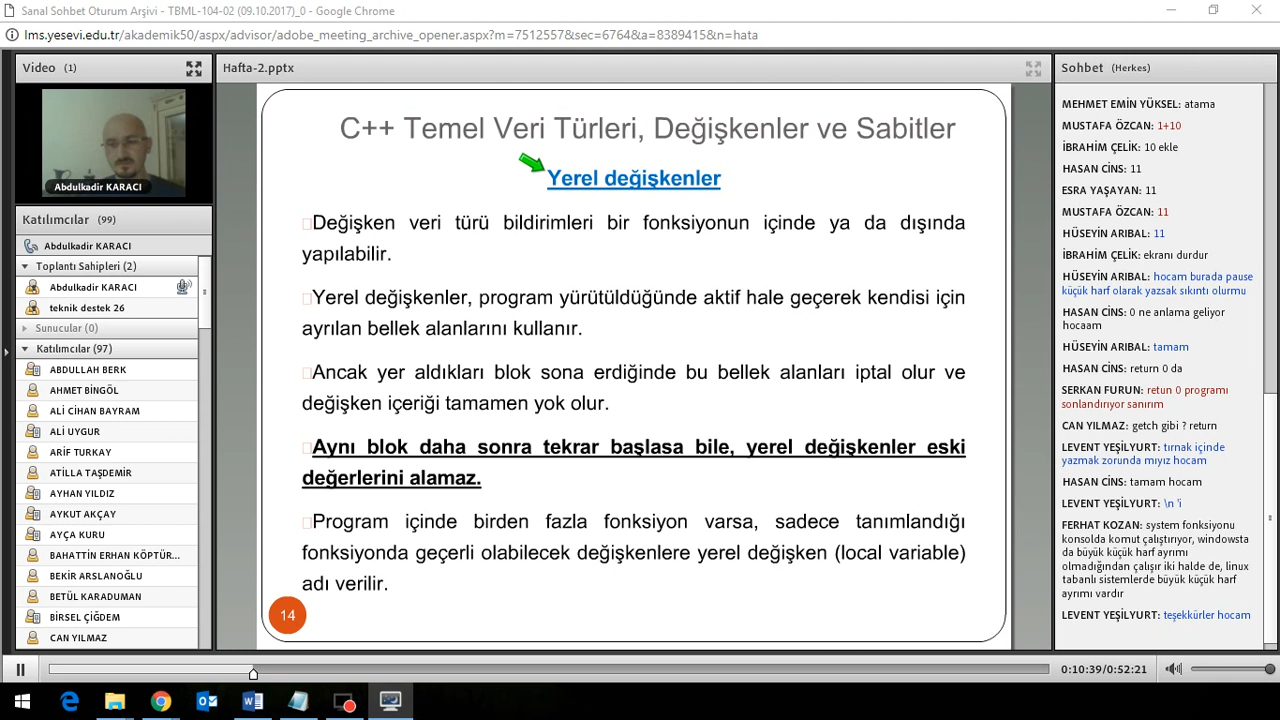 Sanal Sohbet Oturum Arşivi - TBML-104-02 (09.10.2017)_0 - Google Chrome
lms.yesevi.edu.tr/akademik50/aspx/advisor/adobe_meeting_archive_opener.aspx?m=7512557&sec=6764&a=8389415&n=hata
Video (1)
Abdulkadir KARACI
Katılımcılar (99)
Abdulkadir KARACI
Toplantı Sahipleri (2)
Abdulkadir KARACI
teknik destek 26
Sunucular (0)
Katılımcılar (97)
ABDULLAH BERK
AHMET BİNGÖL
ALİ CİHAN BAYRAM
ALİ UYGUR
ARİF TURKAY
ATİLLA TAŞDEMİR
AYHAN YILDIZ
AYKUT AKÇAY
AYÇA KURU
BAHATTİN ERHAN KÖPTÜR...
BEKİR ARSLANOĞLU
BETÜL KARADUMAN
BİRSEL ÇİĞDEM
CAN YILMAZ
Hafta-2.pptx
C++ Temel Veri Türleri, Değişkenler ve Sabitler
Yerel değişkenler
Değişken veri türü bildirimleri bir fonksiyonun içinde ya da dışında
yapılabilir.
Yerel değişkenler, program yürütüldüğünde aktif hale geçerek kendisi için
ayrılan bellek alanlarını kullanır.
Ancak yer aldıkları blok sona erdiğinde bu bellek alanları iptal olur ve
değişken içeriği tamamen yok olur.
Aynı blok daha sonra tekrar başlasa bile, yerel değişkenler eski
değerlerini alamaz.
Program içinde birden fazla fonksiyon varsa, sadece tanımlandığı
fonksiyonda geçerli olabilecek değişkenlere yerel değişken (local variable)
adı verilir.
14
Sohbet (Herkes)
MEHMET EMİN YÜKSEL: atama
MUSTAFA ÖZCAN: 1+10
İBRAHİM ÇELİK: 10 ekle
HASAN CİNS: 11
ESRA YAŞAYAN: 11
MUSTAFA ÖZCAN: 11
HÜSEYİN ARIBAL: 11
İBRAHİM ÇELİK: ekranı durdur
HÜSEYİN ARIBAL: hocam burada pause
küçük harf olarak yazsak sıkıntı olurmu
HASAN CİNS: 0 ne anlama geliyor
hocaam
HÜSEYİN ARIBAL: tamam
HASAN CİNS: return 0 da
SERKAN FURUN: retun 0 programı
sonlandırıyor sanırım
CAN YILMAZ: getch gibi ? return
LEVENT YEŞİLYURT: tırnak içinde
yazmak zorunda mıyız hocam
HASAN CİNS: tamam hocam
LEVENT YEŞİLYURT: \n 'i
FERHAT KOZAN: system fonksiyonu
konsolda komut çalıştırıyor, windowsta
da büyük küçük harf ayrımı
olmadığından çalışır iki halde de, linux
tabanlı sistemlerde büyük küçük harf
ayrımı vardır
LEVENT YEŞİLYURT: teşekkürler hocam
0:10:39/0:52:21